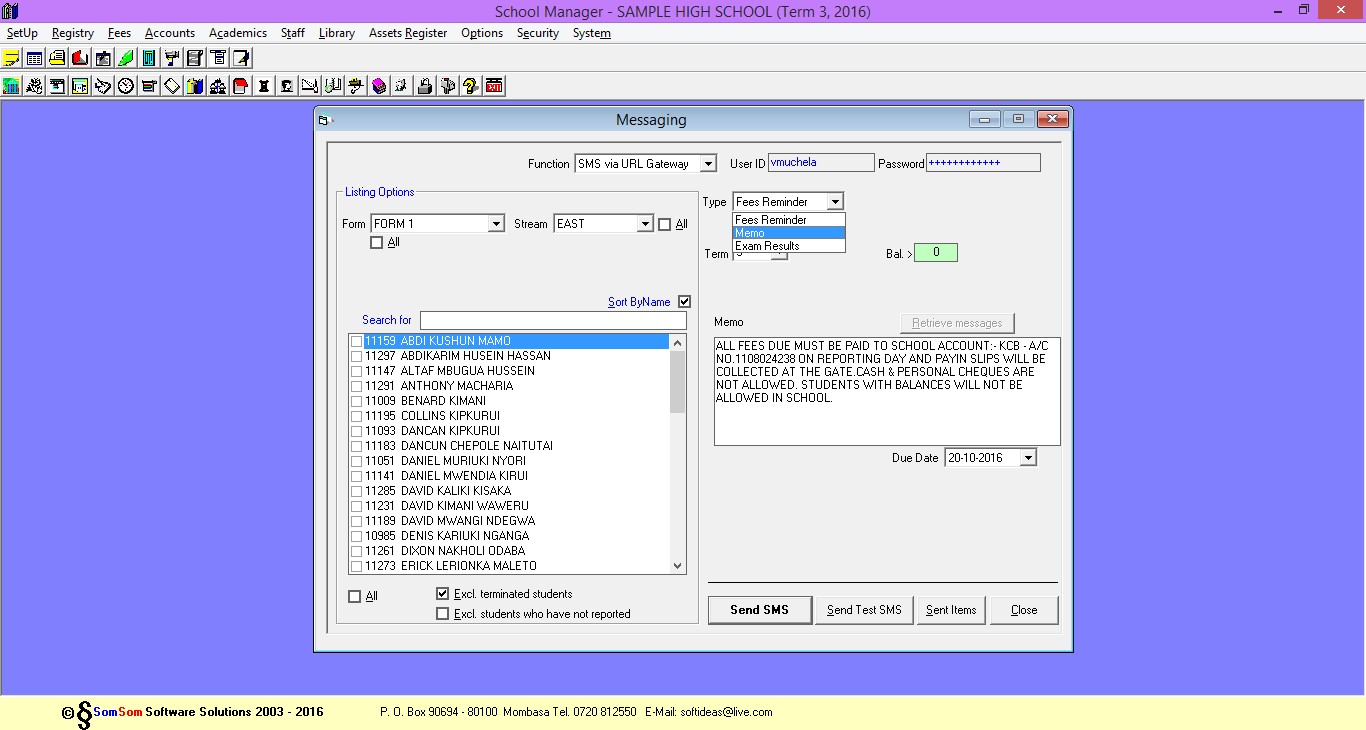 School Manager - SAMPLE HIGH SCHOOL (Term 3, 2016)
SetUp Registry Fees Accounts Academics Staff Library Assets Register Options Security System
EXIT
Messaging
Function SMS via URL Gateway User ID vmuchela Password ++++++++++++
Listing Options
Type Fees Reminder
Fees Reminder
Memo
Exam Results
Form FORM 1 Stream EAST All
All
Term Bal. > 0
Sort ByName
Search for
11159 ABDI KUSHUN MAMO
11297 ABDIKARIM HUSEIN HASSAN
11147 ALTAF MBUGUA HUSSEIN
11291 ANTHONY MACHARIA
11009 BENARD KIMANI
11195 COLLINS KIPKURUI
11093 DANCAN KIPKURUI
11183 DANCUN CHEPOLE NAITUTAI
11051 DANIEL MURIUKI NYORI
11141 DANIEL MWENDIA KIRUI
11285 DAVID KALIKI KISAKA
11231 DAVID KIMANI WAWERU
11189 DAVID MWANGI NDEGWA
10985 DENIS KARIUKI NGANGA
11261 DIXON NAKHOLI ODABA
11273 ERICK LERIONKA MALETO
All
Excl. terminated students
Excl. students who have not reported
Memo Retrieve messages
ALL FEES DUE MUST BE PAID TO SCHOOL ACCOUNT:- KCB - A/C
NO.1108024238 ON REPORTING DAY AND PAYIN SLIPS WILL BE
COLLECTED AT THE GATE.CASH & PERSONAL CHEQUES ARE
NOT ALLOWED. STUDENTS WITH BALANCES WILL NOT BE
ALLOWED IN SCHOOL.
Due Date 20-10-2016
Send SMS Send Test SMS Sent Items Close
© § SomSom Software Solutions 2003 - 2016 P. O. Box 90694 - 80100 Mombasa Tel. 0720 812550 E-Mail: softideas@live.com